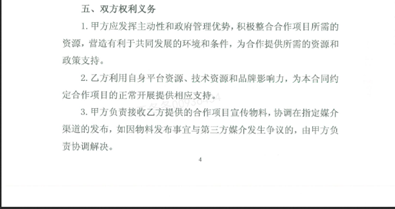 五、双方权利义务
1.甲方应发挥主动性和政府管理优势，积极整合合作项目所需的
资源，营造有利于共同发展的环境和条件，为合作提供所需的资源和
政策支持。
2.乙方利用自身平台资源、技术资源和品牌影响力，为本合同约
定合作项目的正常开展提供相应支持。
3.甲方负责接收乙方提供的合作项目宣传物料，协调在指定媒介
渠道的发布，如因物料发布事宜与第三方媒介发生争议的，由甲方负
责协调解决。
4